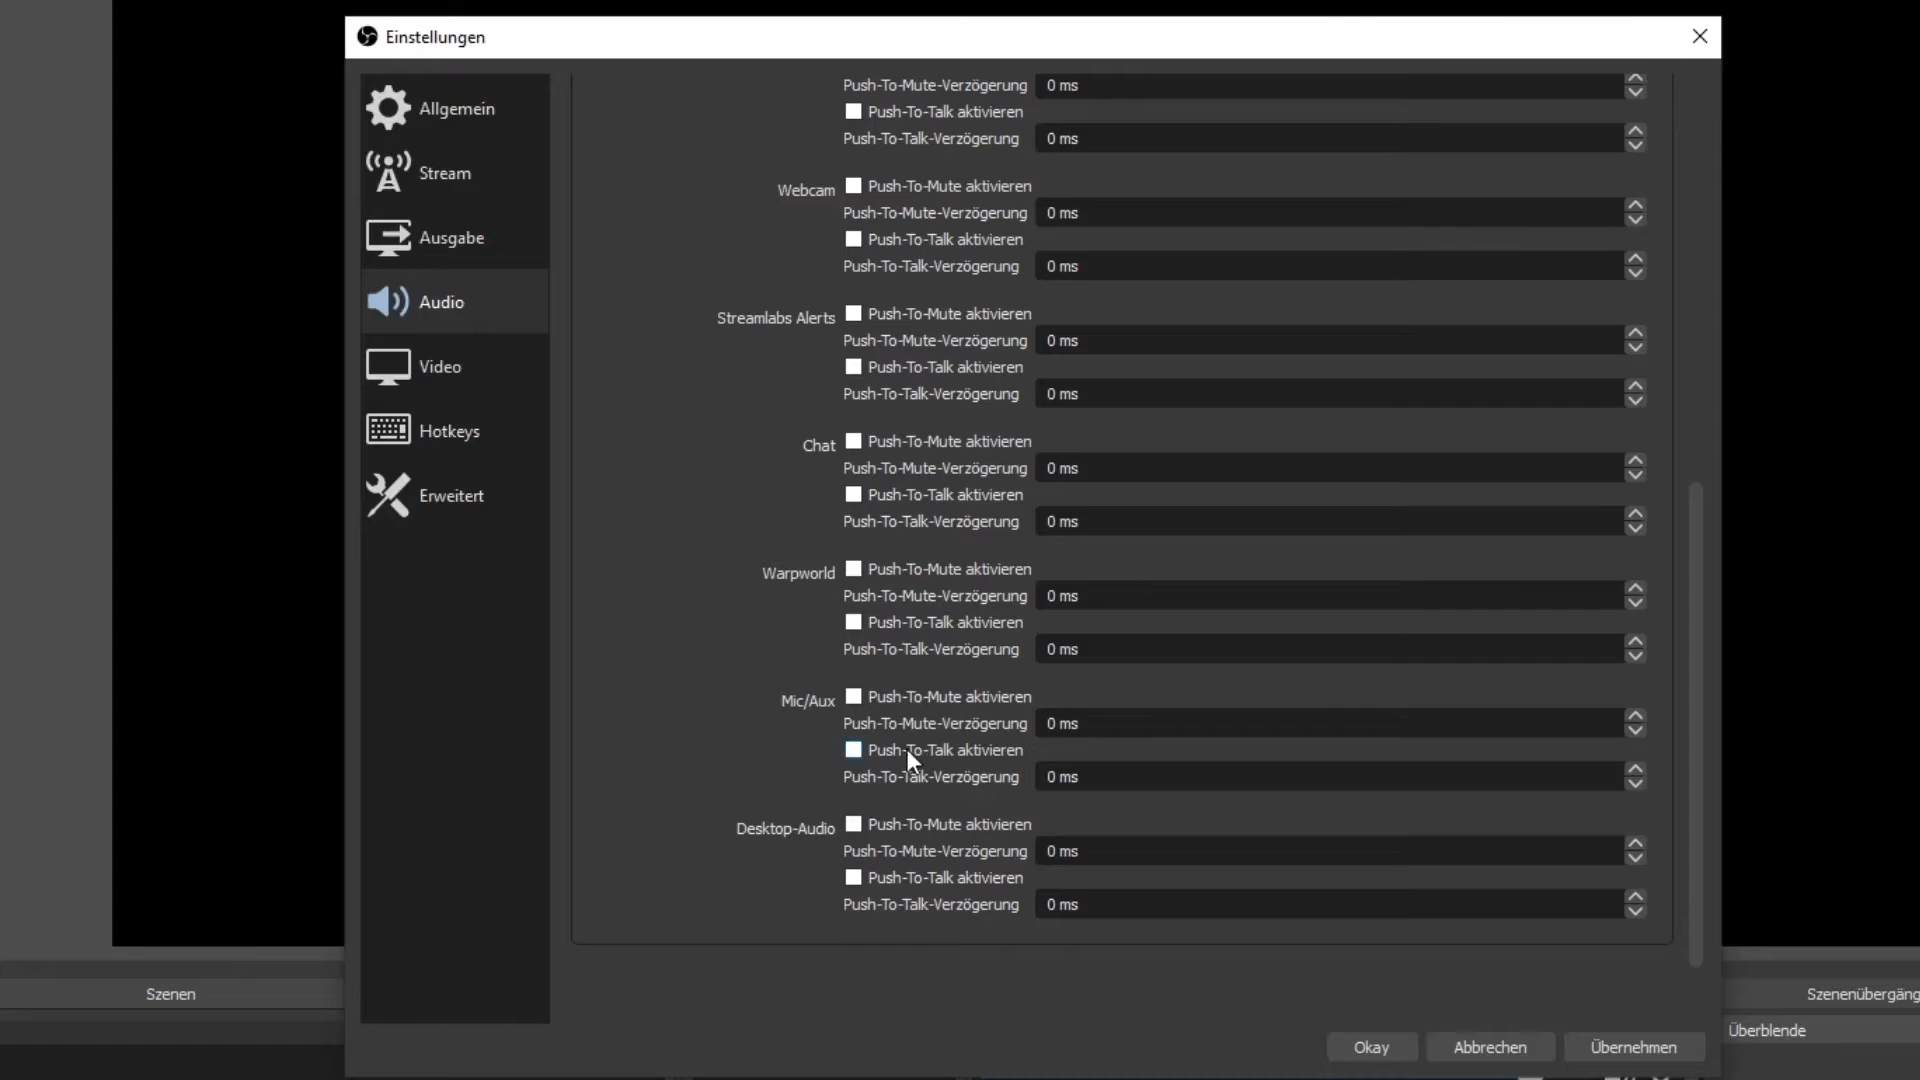 Einstellungen
Allgemein
Stream
Ausgabe
Audio
Video
Hotkeys
Erweitert
Push-To-Mute-Verzögerung 0 ms
Push-To-Talk aktivieren
Push-To-Talk-Verzögerung 0 ms
Webcam Push-To-Mute aktivieren
Push-To-Mute-Verzögerung 0 ms
Push-To-Talk aktivieren
Push-To-Talk-Verzögerung 0 ms
Streamlabs Alerts Push-To-Mute aktivieren
Push-To-Mute-Verzögerung 0 ms
Push-To-Talk aktivieren
Push-To-Talk-Verzögerung 0 ms
Chat Push-To-Mute aktivieren
Push-To-Mute-Verzögerung 0 ms
Push-To-Talk aktivieren
Push-To-Talk-Verzögerung 0 ms
Warpworld Push-To-Mute aktivieren
Push-To-Mute-Verzögerung 0 ms
Push-To-Talk aktivieren
Push-To-Talk-Verzögerung 0 ms
Mic/Aux Push-To-Mute aktivieren
Push-To-Mute-Verzögerung 0 ms
Push-To-Talk aktivieren
Push-To-Talk-Verzögerung 0 ms
Desktop-Audio Push-To-Mute aktivieren
Push-To-Mute-Verzögerung 0 ms
Push-To-Talk aktivieren
Push-To-Talk-Verzögerung 0 ms
Szenen
Szenenübergäng
Überblende
Okay Abbrechen Übernehmen